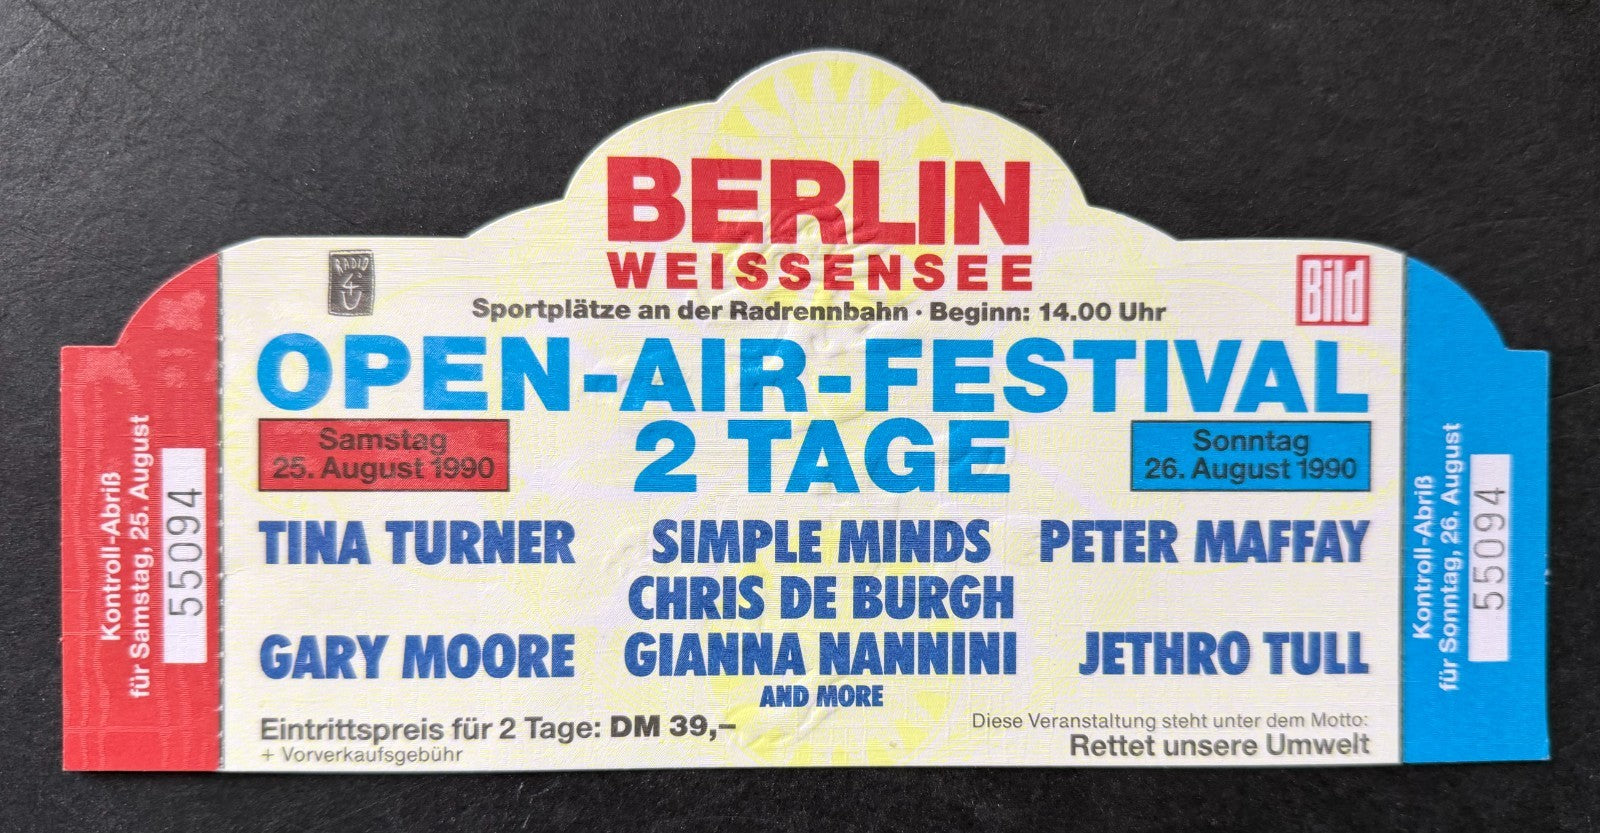 BERLIN
WEISSENSEE
RADIO
4
U
Bild
Sportplätze an der Radrennbahn · Beginn: 14.00 Uhr
OPEN-AIR-FESTIVAL
2 TAGE
Samstag
25. August 1990
Sonntag
26. August 1990
TINA TURNER SIMPLE MINDS PETER MAFFAY
CHRIS DE BURGH
GARY MOORE GIANNA NANNINI JETHRO TULL
AND MORE
Eintrittspreis für 2 Tage: DM 39,–
+ Vorverkaufsgebühr
Diese Veranstaltung steht unter dem Motto:
Rettet unsere Umwelt
Kontroll-Abriß
für Samstag, 25. August
55094
Kontroll-Abriß
für Sonntag, 26. August
55094